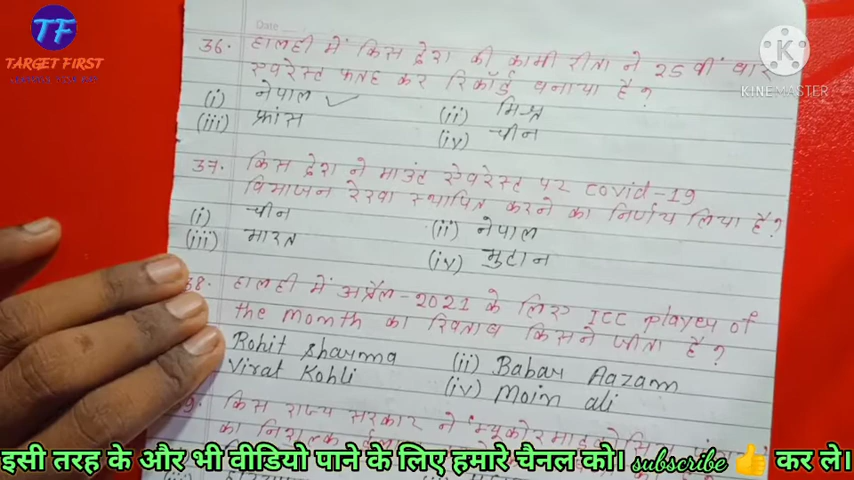 TF
TARGET FIRST
Date
KINEMASTER
36. हालही में किस देश की कामी रीता ने 25 वीं बार
एवरेस्ट फतह कर रिकॉर्ड बनाया है?
(i) नेपाल ✓ (ii) मिस्र
(iii) फ्रांस (iv) चीन
37. किस देश ने माउंट एवरेस्ट पर covid-19
विभाजन रेखा स्थापित करने का निर्णय लिया है?
(i) चीन (ii) नेपाल
(iii) भारत (iv) भुटान
38. हालही में अप्रैल-2021 के लिए ICC player of
the month का खिताब किसने जीता है?
Rohit sharma (ii) Babar Aazam
Virat Kohli (iv) Moim ali
39. किस राज्य सरकार ने
का
इसी तरह के और भी वीडियो पाने के लिए हमारे चैनल को। subscribe 👍 कर ले।